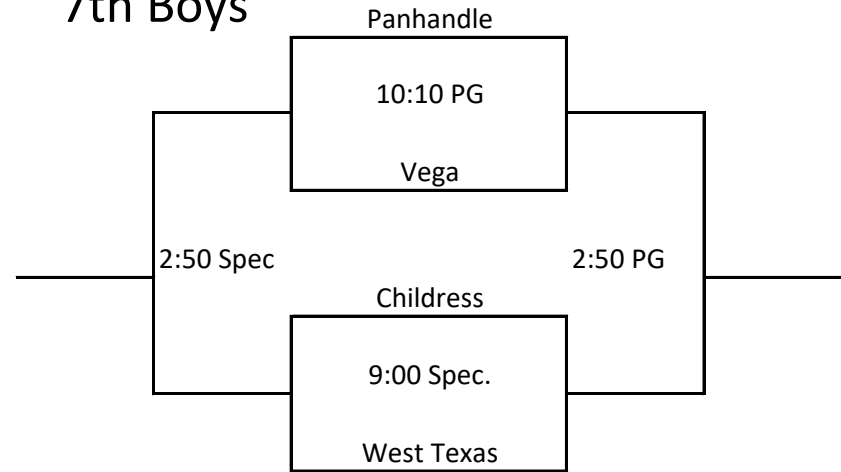 7th Boys
Panhandle
10:10 PG
Vega
2:50 Spec
2:50 PG
Childress
9:00 Spec.
West Texas